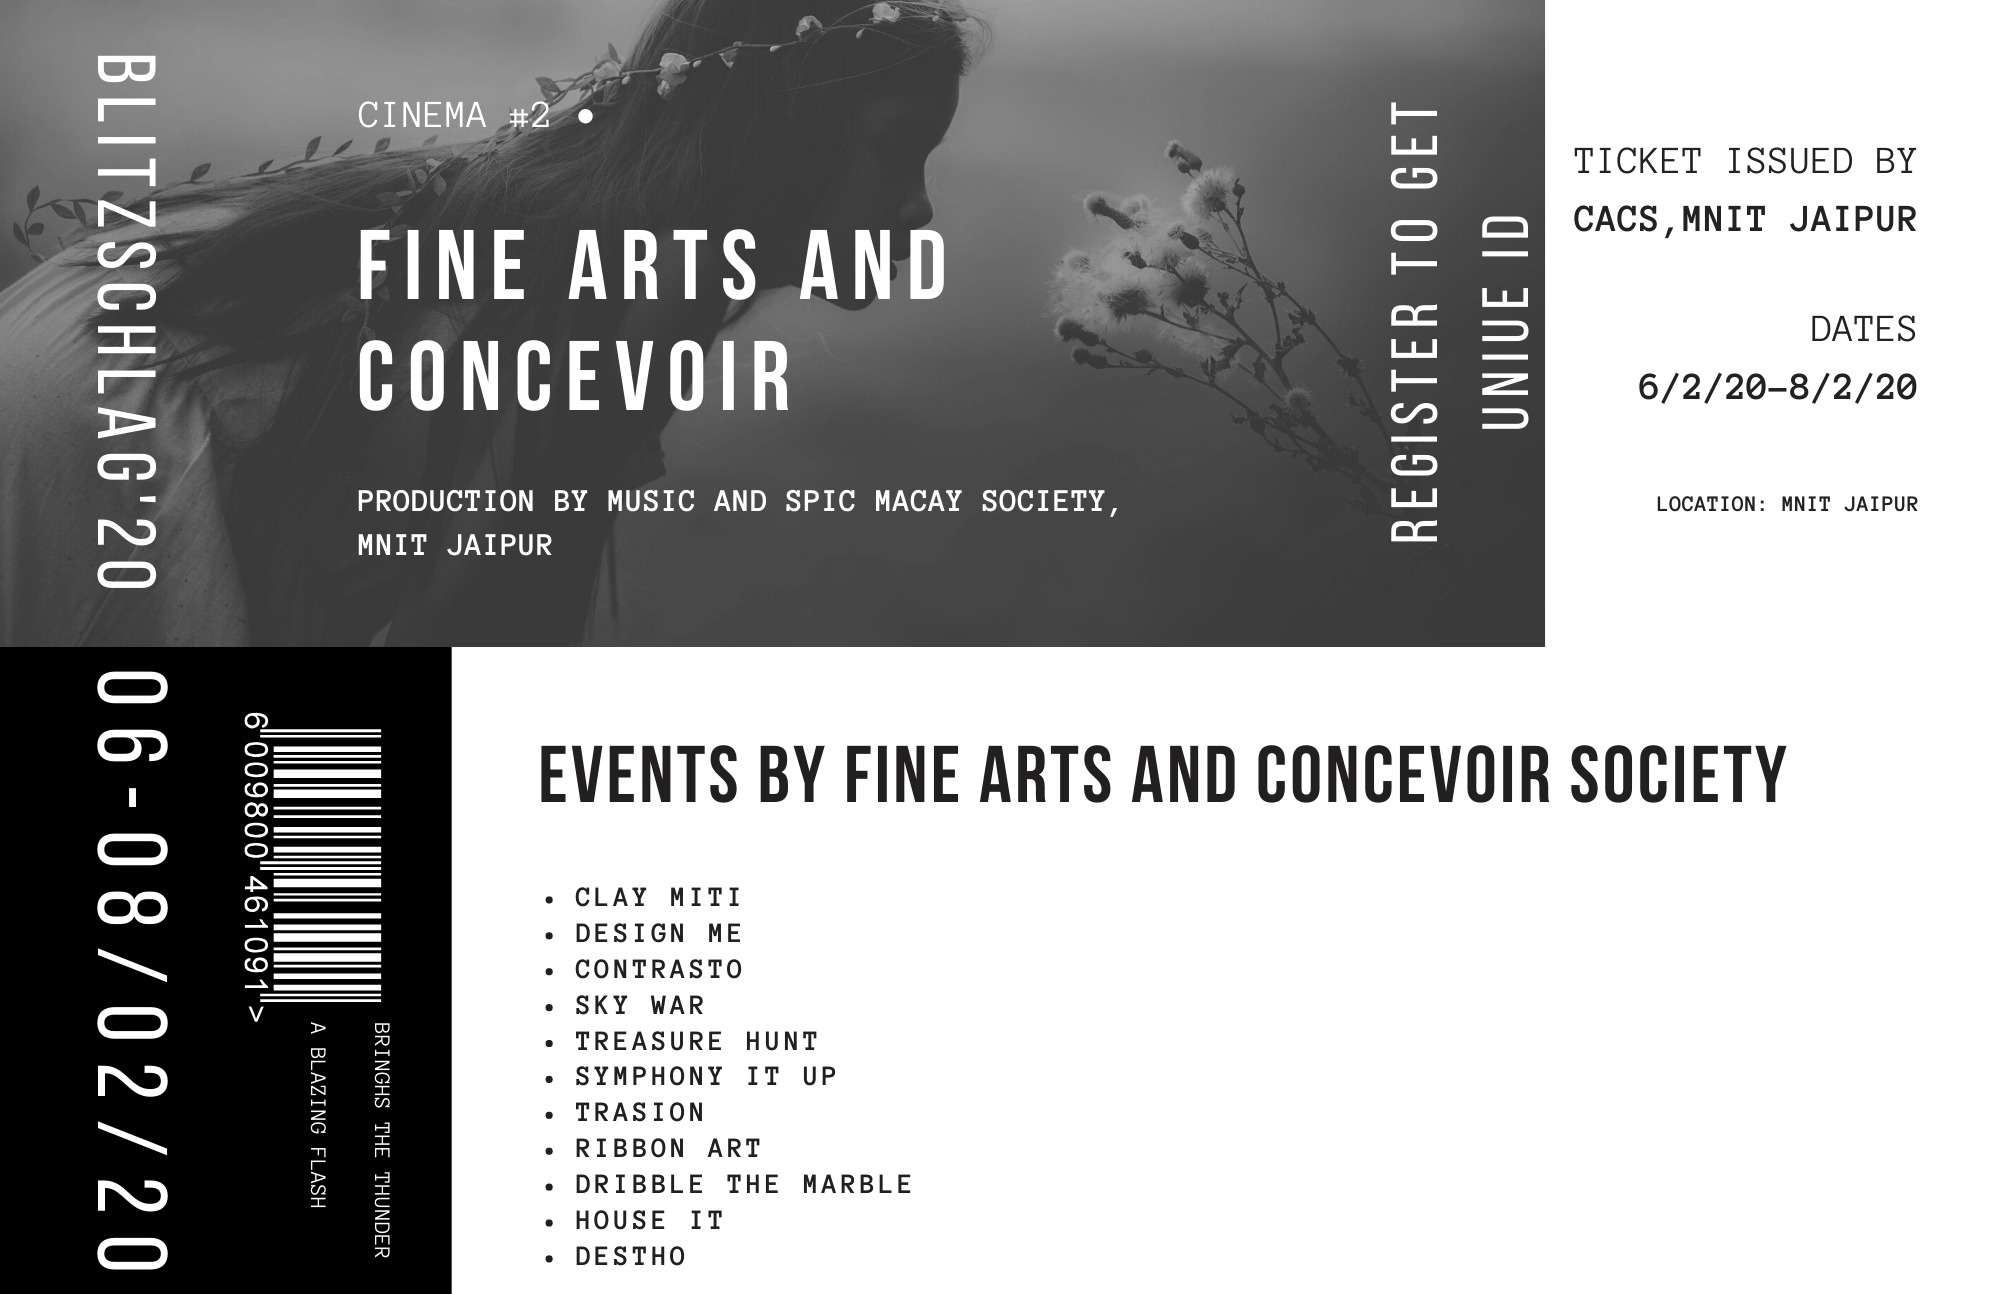 BLITZSCHLAG'20
CINEMA #2 •
FINE ARTS AND
CONCEVOIR
PRODUCTION BY MUSIC AND SPIC MACAY SOCIETY,
MNIT JAIPUR
REGISTER TO GET
UNIUE ID
TICKET ISSUED BY
CACS,MNIT JAIPUR
DATES
6/2/20–8/2/20
LOCATION: MNIT JAIPUR
06-08/02/20
6 009800 461091 >
BRINGHS THE THUNDER
A BLAZING FLASH
EVENTS BY FINE ARTS AND CONCEVOIR SOCIETY
• CLAY MITI
• DESIGN ME
• CONTRASTO
• SKY WAR
• TREASURE HUNT
• SYMPHONY IT UP
• TRASION
• RIBBON ART
• DRIBBLE THE MARBLE
• HOUSE IT
• DESTHO